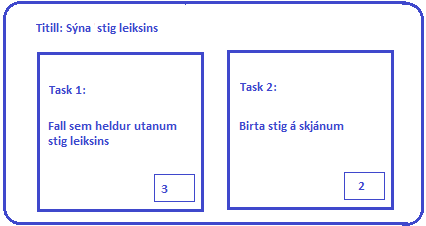 Titill: Sýna stig leiksins
Task 1:
Fall sem heldur utanum
stig leiksins
3
Task 2:
Birta stig á skjánum
2